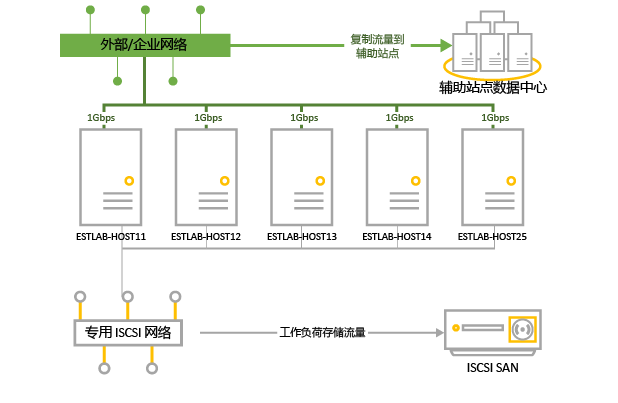 外部/企业网络
复制流量到
辅助站点
辅助站点数据中心
1Gbps
1Gbps
1Gbps
1Gbps
1Gbps
ESTLAB-HOST11
ESTLAB-HOST12
ESTLAB-HOST13
ESTLAB-HOST14
ESTLAB-HOST25
专用 ISCSI 网络
工作负荷存储流量
ISCSI SAN